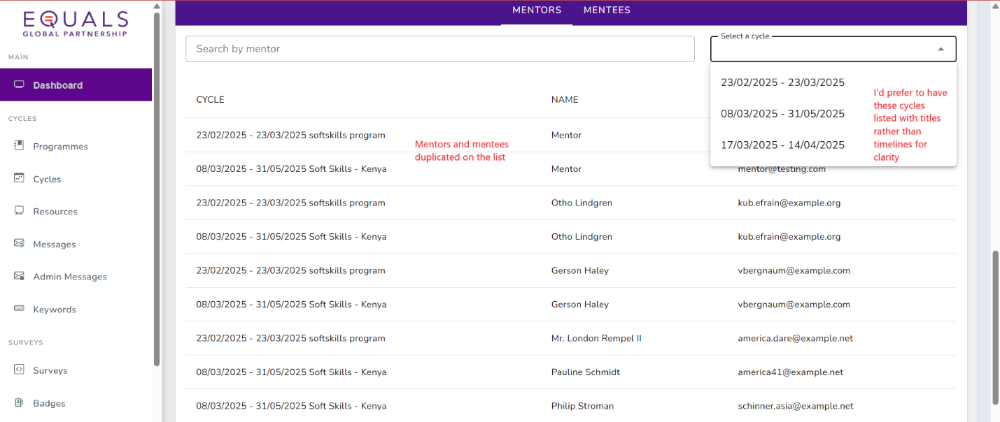 EQUALS
GLOBAL PARTNERSHIP
MAIN
Dashboard
CYCLES
Programmes
Cycles
Resources
Messages
Admin Messages
Keywords
SURVEYS
Surveys
Badges
MENTORS MENTEES
Search by mentor
Select a cycle
23/02/2025 - 23/03/2025
08/03/2025 - 31/05/2025
17/03/2025 - 14/04/2025
I'd prefer to have
these cycles
listed with titles
rather than
timelines for
clarity
CYCLE NAME
23/02/2025 - 23/03/2025 softskills program Mentor
Mentors and mentees
duplicated on the list
08/03/2025 - 31/05/2025 Soft Skills - Kenya Mentor mentor@testing.com
23/02/2025 - 23/03/2025 softskills program Otho Lindgren kub.efrain@example.org
08/03/2025 - 31/05/2025 Soft Skills - Kenya Otho Lindgren kub.efrain@example.org
23/02/2025 - 23/03/2025 softskills program Gerson Haley vbergnaum@example.com
08/03/2025 - 31/05/2025 Soft Skills - Kenya Gerson Haley vbergnaum@example.com
23/02/2025 - 23/03/2025 softskills program Mr. London Rempel II america.dare@example.net
08/03/2025 - 31/05/2025 Soft Skills - Kenya Pauline Schmidt america41@example.net
08/03/2025 - 31/05/2025 Soft Skills - Kenya Philip Stroman schinner.asia@example.net